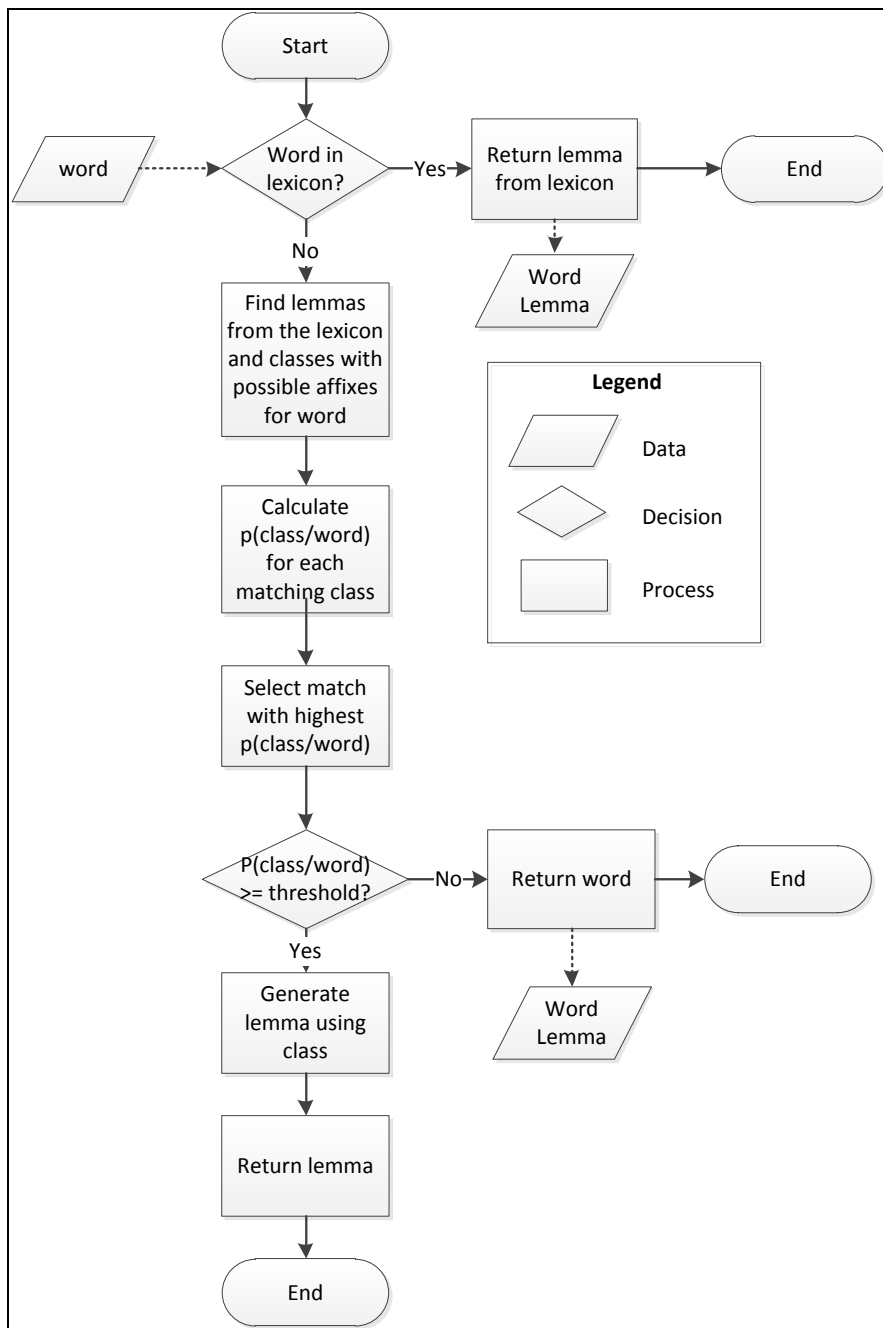 Start
word
Word in
lexicon?
Yes
Return lemma
from lexicon
End
No
Word
Lemma
Find lemmas
from the lexicon
and classes with
possible affixes
for word
Legend
Data
Decision
Process
Calculate
p(class/word)
for each
matching class
Select match
with highest
p(class/word)
P(class/word)
>= threshold?
No
Return word
End
Yes
Word
Lemma
Generate
lemma using
class
Return lemma
End